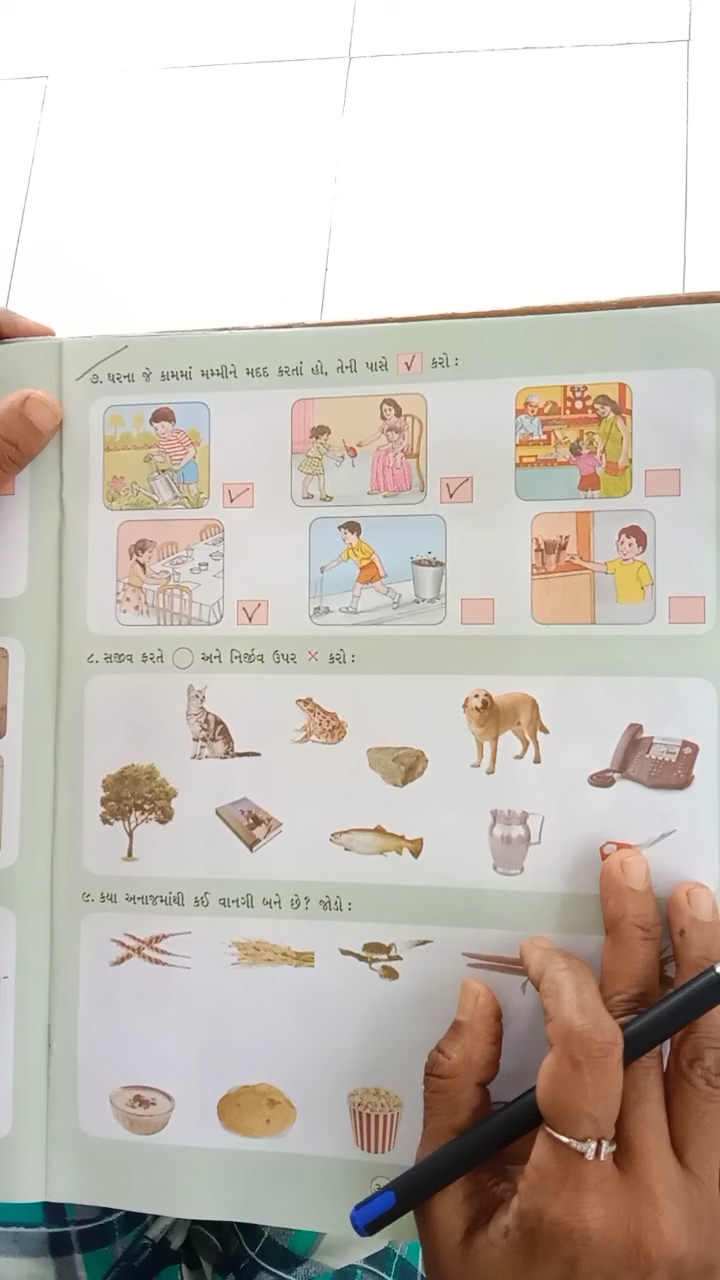 ૭. ઘરના જે કામમાં મમ્મીને મદદ કરતાં હો, તેની પાસે ✓ કરો :
૮. સજીવ ફરતે ◯ અને નિર્જીવ ઉપર ✗ કરો :
૯. કયા અનાજમાંથી કઈ વાનગી બને છે? જોડો :